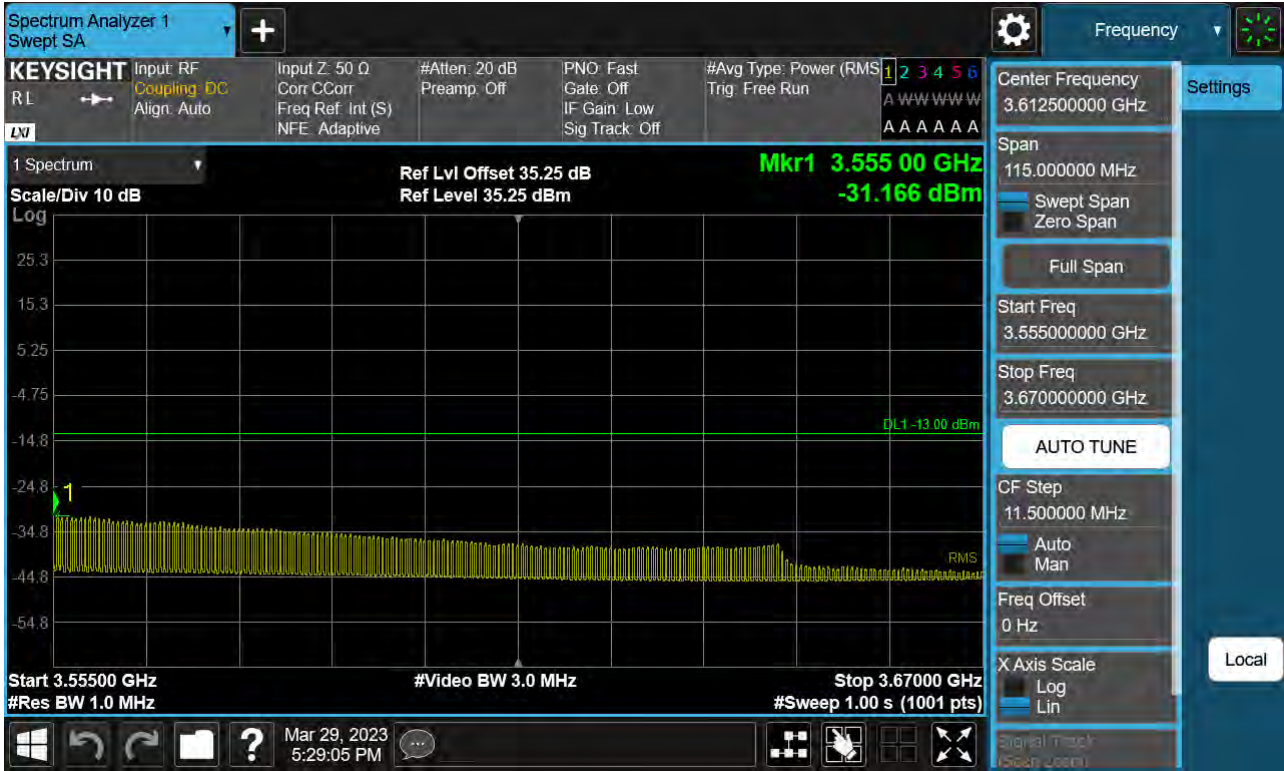 Spectrum Analyzer 1
Swept SA
+
Frequency
KEYSIGHT
RL
LXI
Input: RF
Coupling: DC
Align: Auto
Input Z: 50 Ω
Corr CCorr
Freq Ref: Int (S)
NFE: Adaptive
#Atten: 20 dB
Preamp: Off
PNO: Fast
Gate: Off
IF Gain: Low
Sig Track: Off
#Avg Type: Power (RMS
Trig: Free Run
1 2 3 4 5 6
A W W W W W
A A A A A A
1 Spectrum
Scale/Div 10 dB
Ref Lvl Offset 35.25 dB
Ref Level 35.25 dBm
Mkr1 3.555 00 GHz
-31.166 dBm
Log
25.3
15.3
5.25
-4.75
-14.8
-24.8
-34.8
-44.8
-54.8
DL1 -13.00 dBm
1
RMS
Start 3.55500 GHz
#Res BW 1.0 MHz
#Video BW 3.0 MHz
Stop 3.67000 GHz
#Sweep 1.00 s (1001 pts)
Center Frequency
3.612500000 GHz
Settings
Span
115.000000 MHz
Swept Span
Zero Span
Full Span
Start Freq
3.555000000 GHz
Stop Freq
3.670000000 GHz
AUTO TUNE
CF Step
11.500000 MHz
Auto
Man
Freq Offset
0 Hz
X Axis Scale
Log
Lin
Signal Track
(Span Zoom)
Local
?
Mar 29, 2023
5:29:05 PM